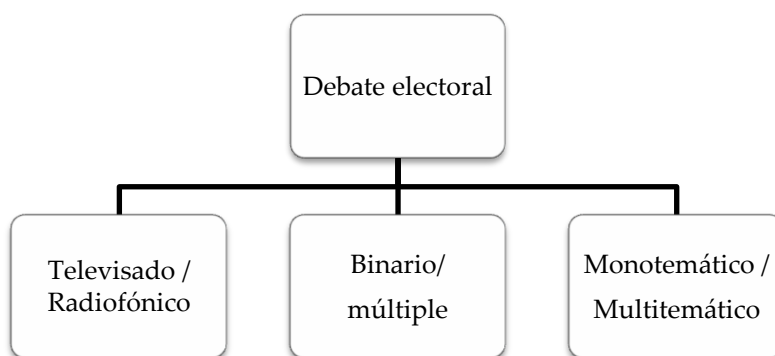 Debate electoral
Televisado /
Radiofónico
Binario/
múltiple
Monotemático /
Multitemático